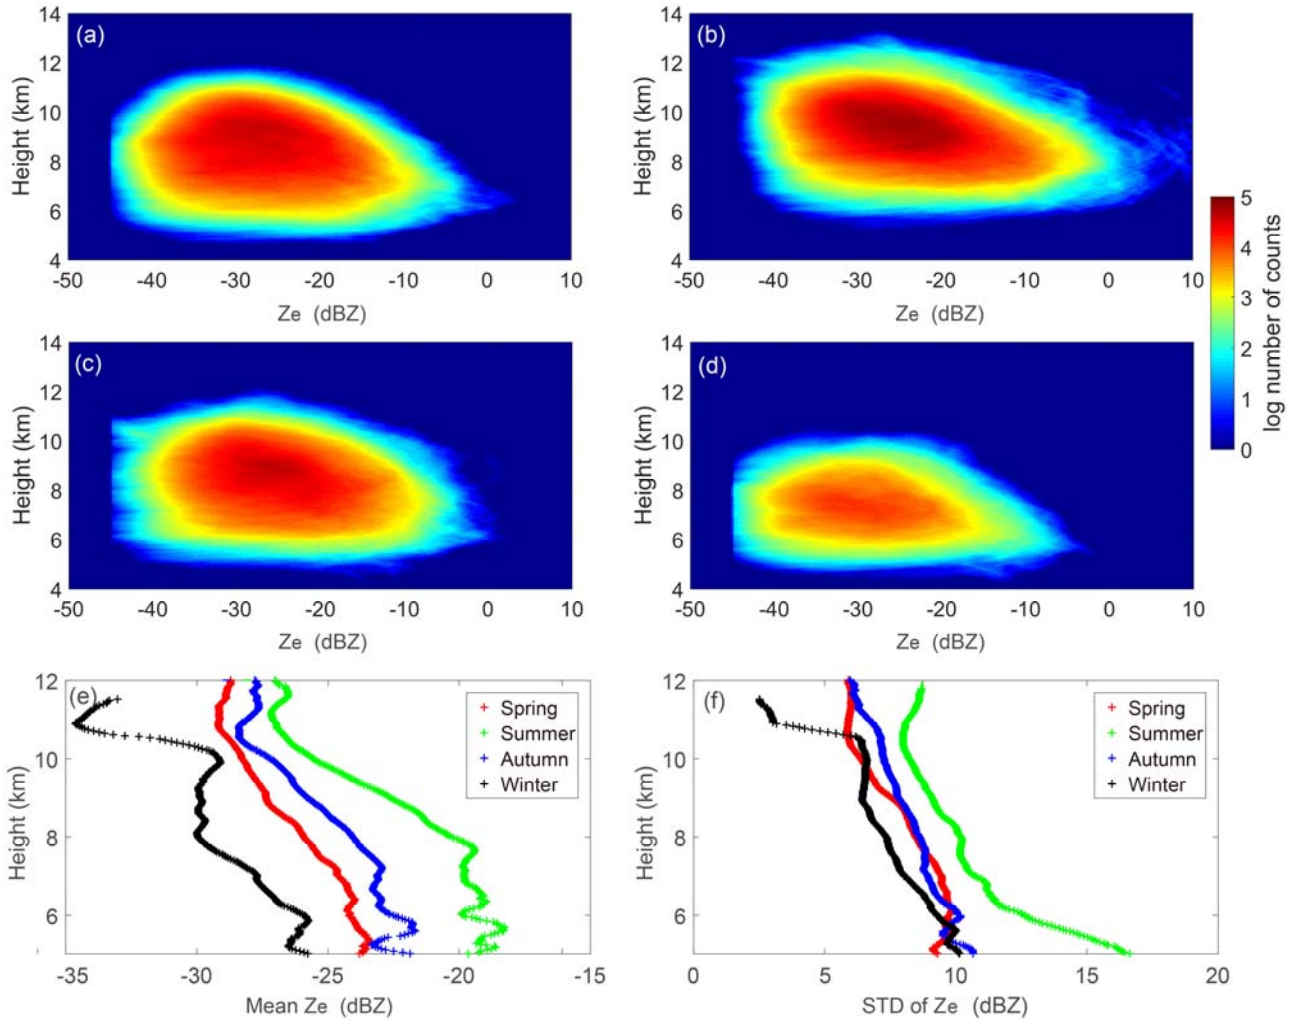 (a)
14
12
10
8
6
4
-50 -40 -30 -20 -10 0 10
Height (km)
Ze (dBZ)
(b)
14
12
10
8
6
4
-50 -40 -30 -20 -10 0 10
Height (km)
Ze (dBZ)
5
4
3
2
1
0
log number of counts
(c)
14
12
10
8
6
4
-50 -40 -30 -20 -10 0 10
Height (km)
Ze (dBZ)
(d)
14
12
10
8
6
4
-50 -40 -30 -20 -10 0 10
Height (km)
Ze (dBZ)
(e)
12
10
8
6
-35 -30 -25 -20 -15
Height (km)
Mean Ze (dBZ)
Spring
Summer
Autumn
Winter
(f)
12
10
8
6
0 5 10 15 20
Height (km)
STD of Ze (dBZ)
Spring
Summer
Autumn
Winter